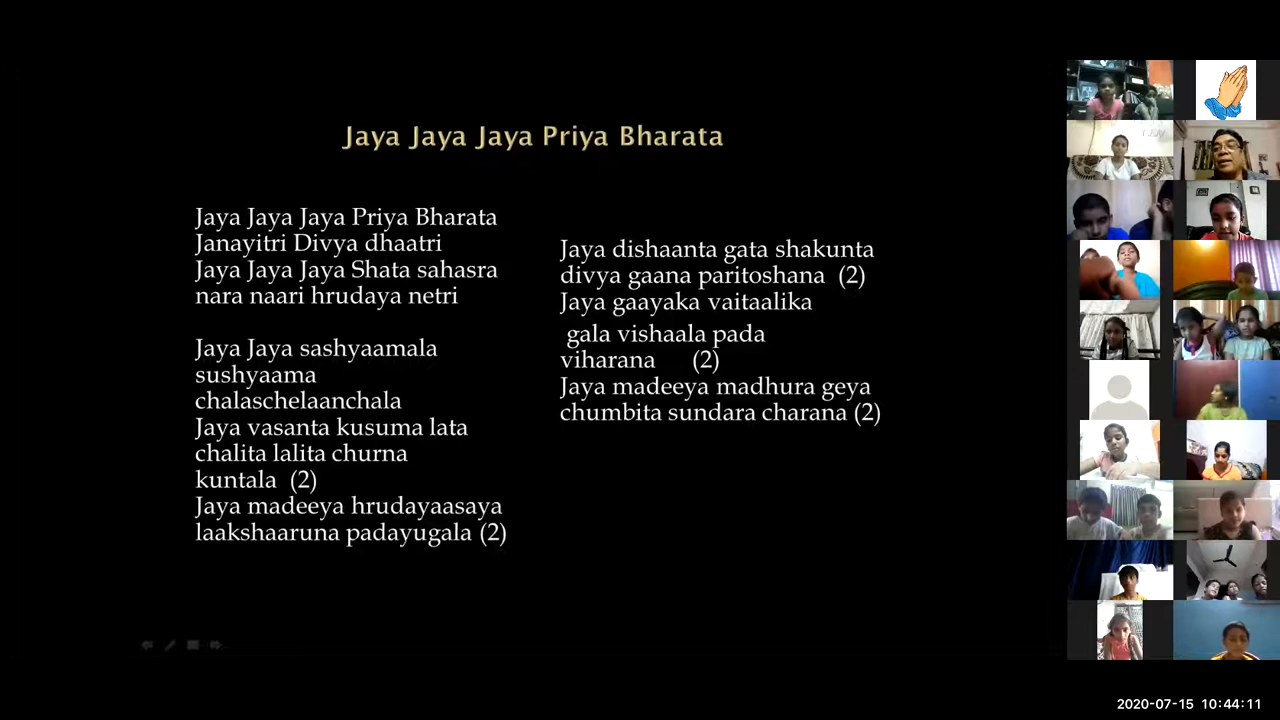 Jaya Jaya Jaya Priya Bharata
Jaya Jaya Jaya Priya Bharata
Janayitri Divya dhaatri
Jaya Jaya Jaya Shata sahasra
nara naari hrudaya netri
Jaya Jaya sashyaamala
sushyaama
chalaschelaanchala
Jaya vasanta kusuma lata
chalita lalita churna
kuntala (2)
Jaya madeeya hrudayaasaya
laakshaaruna padayugala (2)
Jaya dishaanta gata shakunta
divya gaana paritoshana (2)
Jaya gaayaka vaitaalika
gala vishaala pada
viharana (2)
Jaya madeeya madhura geya
chumbita sundara charana (2)
2020-07-15 10:44:11